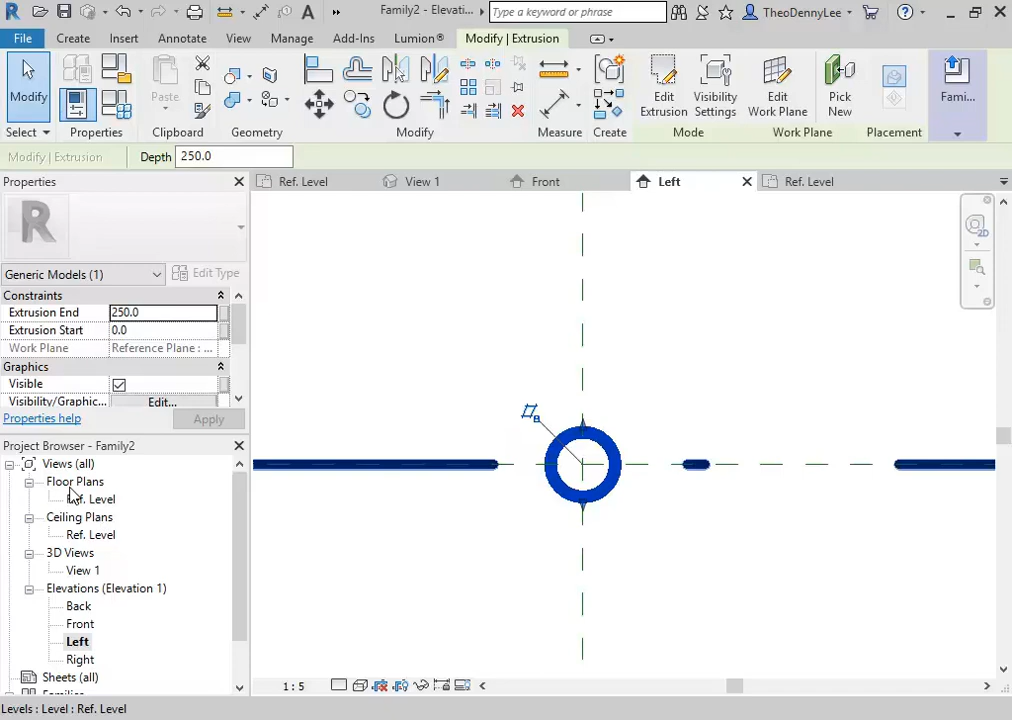 Family2 - Elevati...
Type a keyword or phrase
TheoDennyLee
File
Create
Insert
Annotate
View
Manage
Add-Ins
Lumion®
Modify | Extrusion
Modify
Paste
Edit Extrusion
Visibility Settings
Edit Work Plane
Pick New
Fami...
Select
Properties
Clipboard
Geometry
Modify
Measure
Create
Mode
Work Plane
Placement
Modify | Extrusion
Depth
250.0
Properties
Ref. Level
View 1
Front
Left
Ref. Level
R
Generic Models (1)
Edit Type
Constraints
Extrusion End 250.0
Extrusion Start 0.0
Work Plane Reference Plane : ...
Graphics
Visible
Visibility/Graphic... Edit...
Properties help
Apply
Project Browser - Family2
Views (all)
Floor Plans
Ref. Level
Ceiling Plans
Ref. Level
3D Views
View 1
Elevations (Elevation 1)
Back
Front
Left
Right
Sheets (all)
Families
1 : 5
Levels : Level : Ref. Level